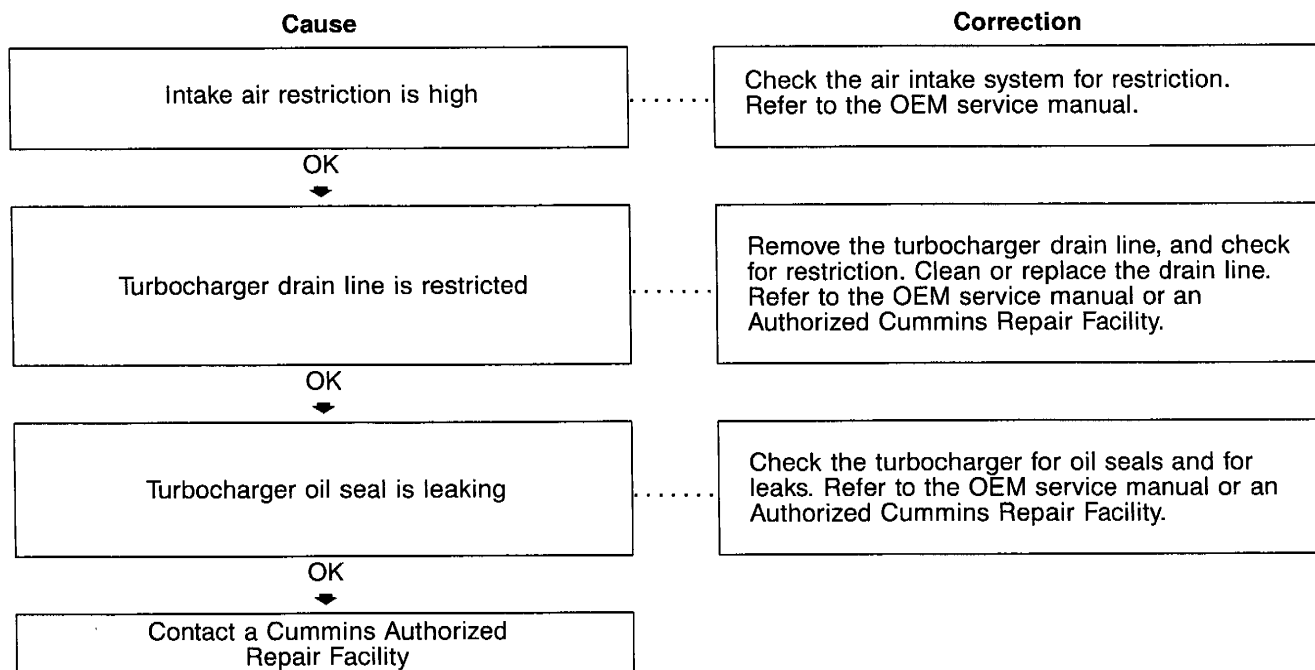 Cause
Correction
Intake air restriction is high
Check the air intake system for restriction.
Refer to the OEM service manual.
OK
Turbocharger drain line is restricted
Remove the turbocharger drain line, and check
for restriction. Clean or replace the drain line.
Refer to the OEM service manual or an
Authorized Cummins Repair Facility.
OK
Turbocharger oil seal is leaking
Check the turbocharger for oil seals and for
leaks. Refer to the OEM service manual or an
Authorized Cummins Repair Facility.
OK
Contact a Cummins Authorized
Repair Facility